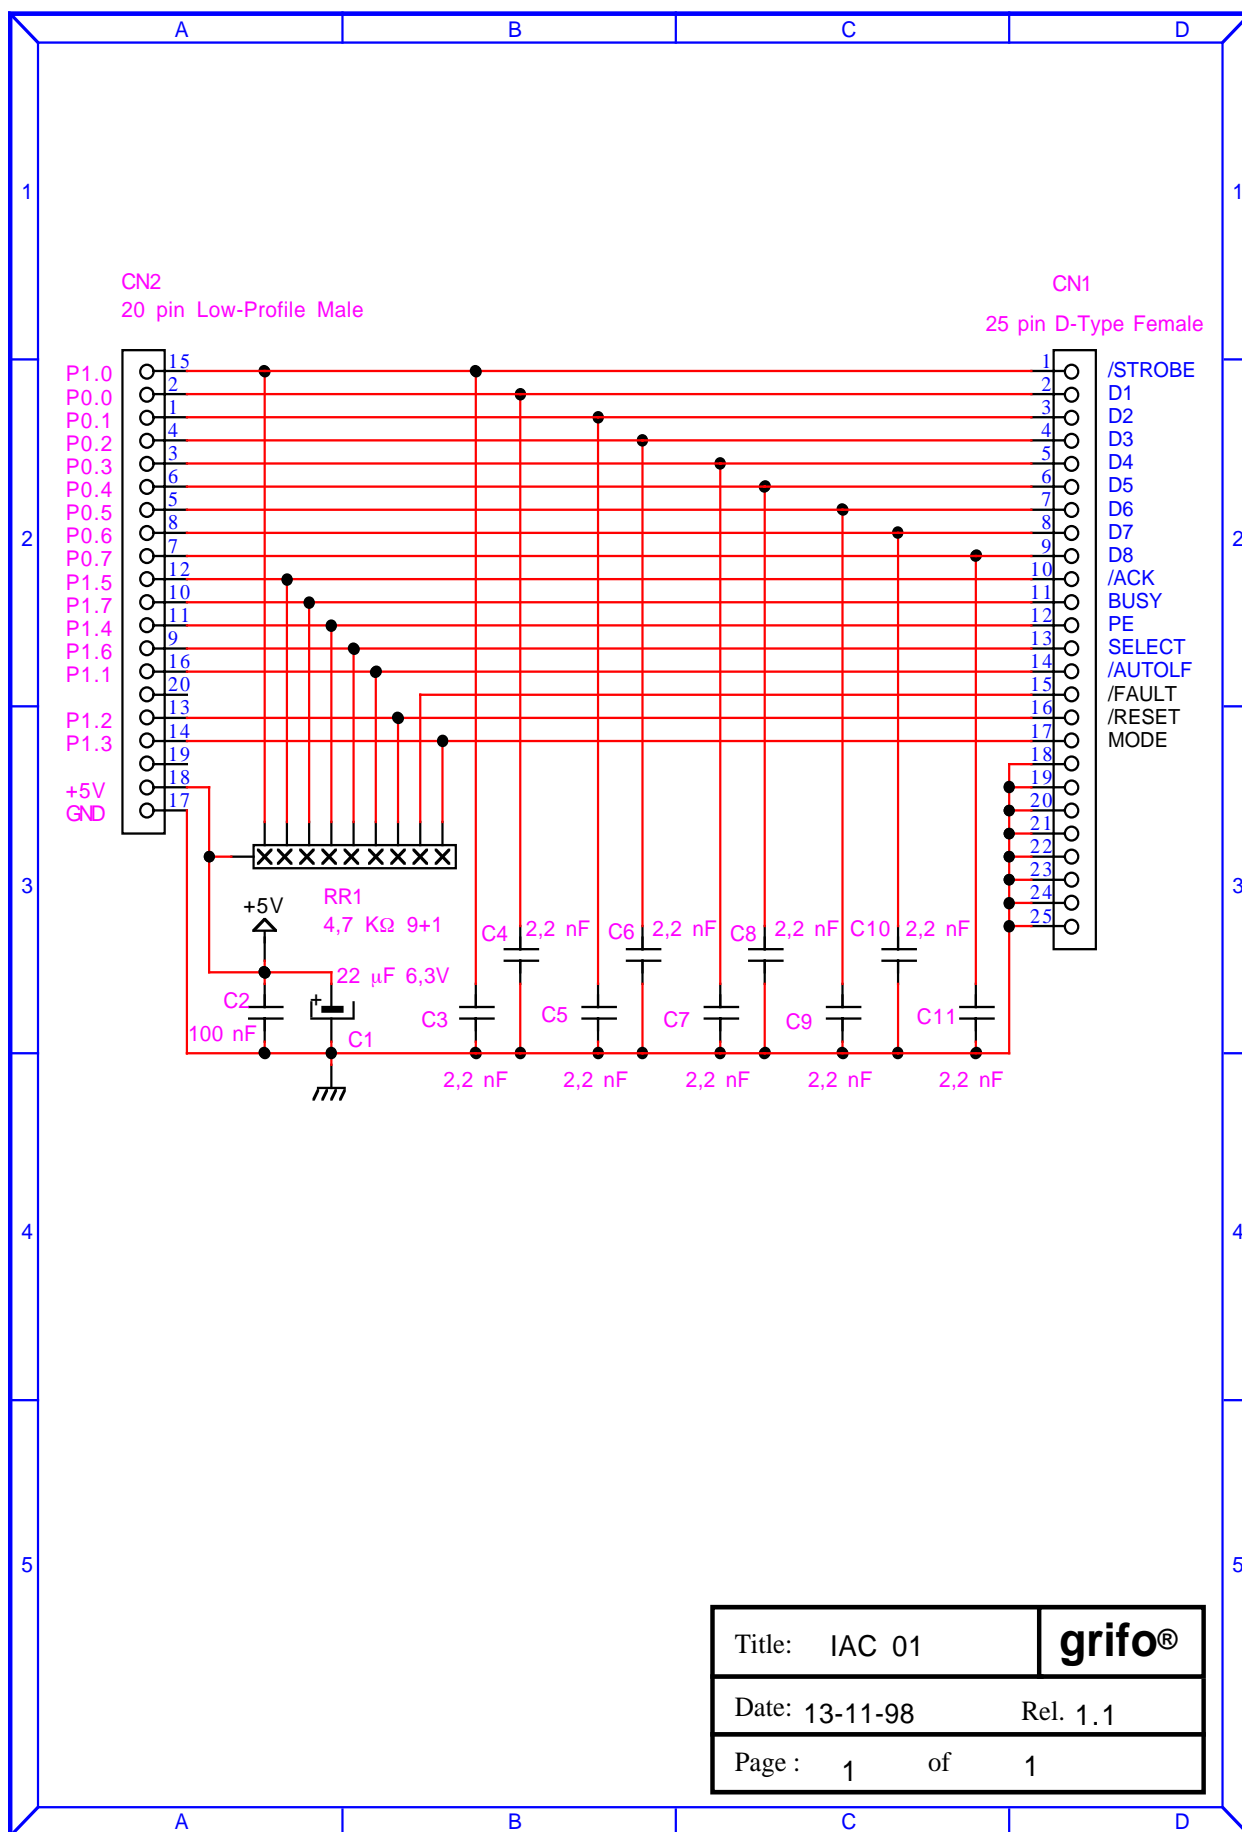 A B C D
1 1
CN2
CN1
20 pin Low-Profile Male
25 pin D-Type Female
P1.0 15 1 /STROBE
P0.0 2 2 D1
P0.1 1 3 D2
P0.2 4 4 D3
P0.3 3 5 D4
P0.4 6 6 D5
P0.5 5 7 D6
P0.6 8 8 D7
2 2
P0.7 7 9 D8
P1.5 12 10 /ACK
P1.7 10 11 BUSY
P1.4 11 12 PE
P1.6 9 13 SELECT
P1.1 16 14 /AUTOLF
20 15 /FAULT
P1.2 13 16 /RESET
P1.3 14 17 MODE
19 18
+5V 18 19
GND 17 20
21
22
23
24
25
3 3
RR1
+5V
4,7 KΩ 9+1
C4 2,2 nF C6 2,2 nF C8 2,2 nF C10 2,2 nF
22 µF 6,3V
C2 +
100 nF C1 C3 C5 C7 C9 C11
2,2 nF 2,2 nF 2,2 nF 2,2 nF 2,2 nF
4 4
5 5
Title: IAC 01 grifo®
Date: 13-11-98 Rel. 1.1
Page : 1 of 1
A B C D